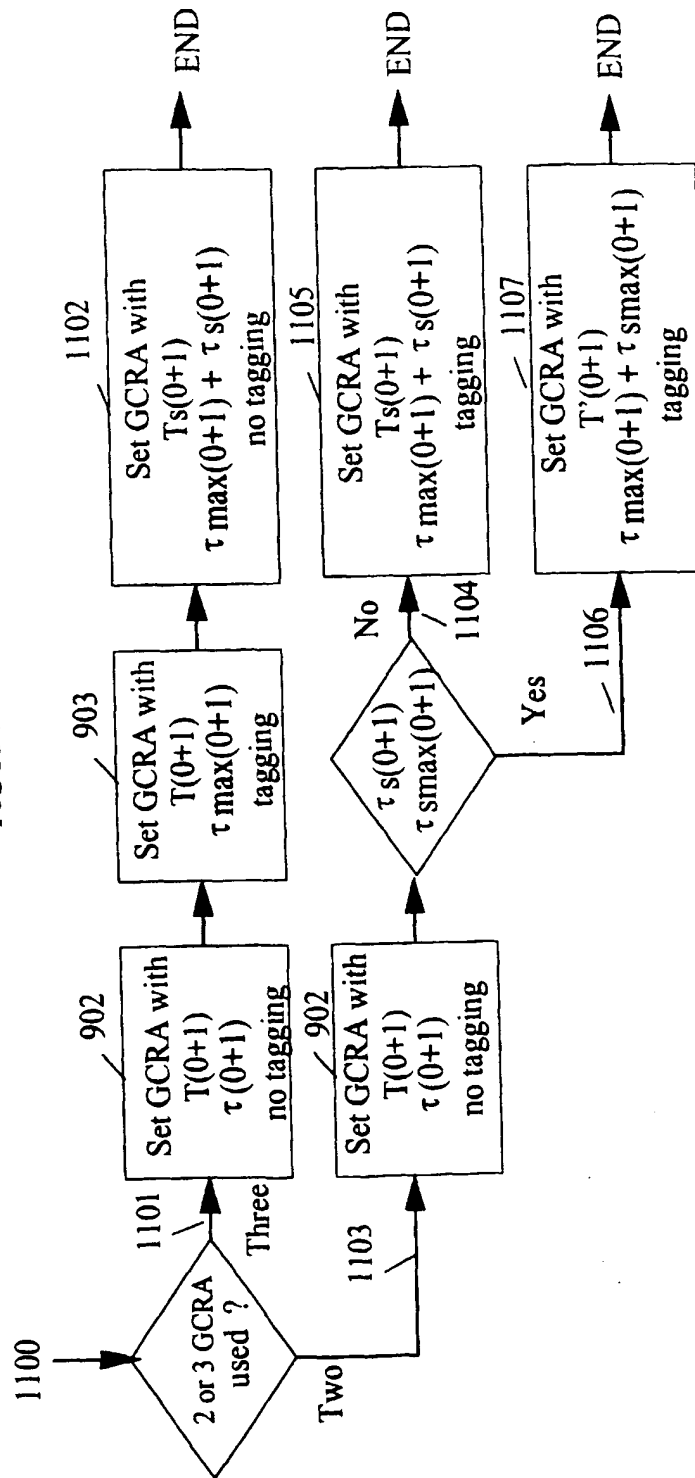 1100
2 or 3 GCRA
used ?
1101
Three
902
Set GCRA with
T(0+1)
τ(0+1)
no tagging
903
Set GCRA with
T(0+1)
τ max(0+1)
tagging
1102
Set GCRA with
Ts(0+1)
τ max(0+1) + τ s(0+1)
no tagging
END
Two
1103
902
Set GCRA with
T(0+1)
τ(0+1)
no tagging
τ s(0+1)
τ smax(0+1)
No
1104
1105
Set GCRA with
Ts(0+1)
τ max(0+1) + τ s(0+1)
tagging
END
Yes
1106
1107
Set GCRA with
T'(0+1)
τ max(0+1) + τ smax(0+1)
tagging
END